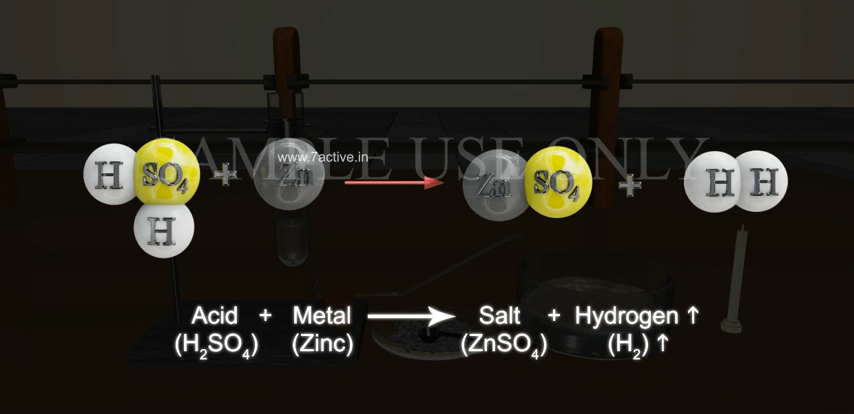 SAMPLE USE ONLY
www.7active.in
H SO₄ + Zn → Zn SO₄ + H H
H
Acid + Metal ⟶ Salt + Hydrogen ↑
(H₂SO₄) (Zinc) (ZnSO₄) (H₂) ↑